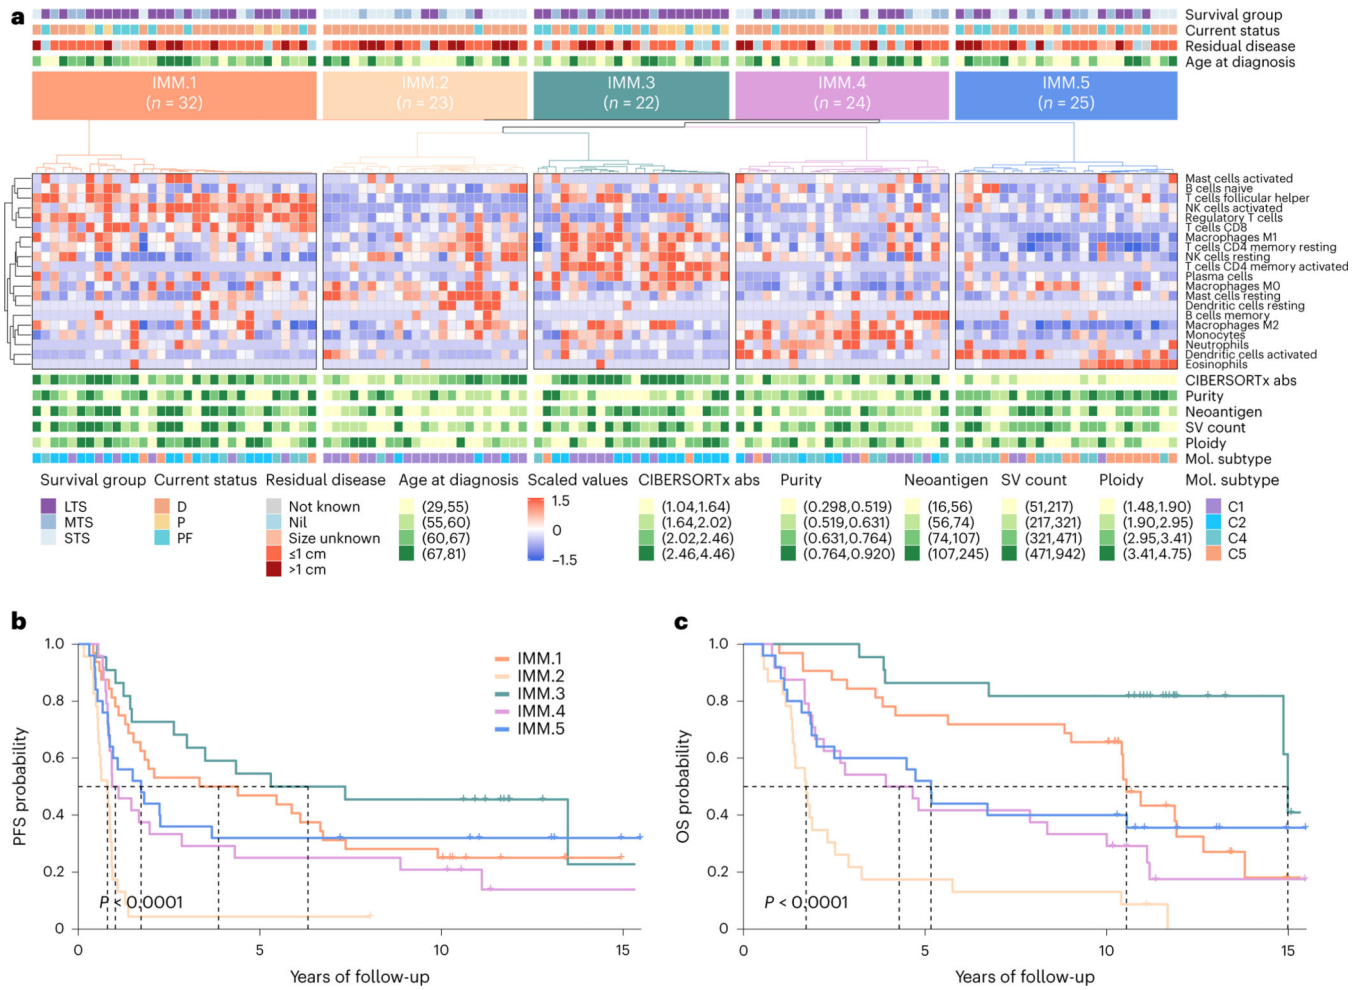 a
Survival group
Current status
Residual disease
Age at diagnosis
IMM.1 IMM.2 IMM.3 IMM.4 IMM.5
(n = 32) (n = 23) (n = 22) (n = 24) (n = 25)
Mast cells activated
B cells naive
T cells follicular helper
NK cells activated
Regulatory T cells
T cells CD8
Macrophages M1
T cells CD4 memory resting
NK cells resting
T cells CD4 memory activated
Plasma cells
Macrophages M0
Mast cells resting
Dendritic cells resting
B cells memory
Macrophages M2
Monocytes
Neutrophils
Dendritic cells activated
Eosinophils
CIBERSORTx abs
Purity
Neoantigen
SV count
Ploidy
Mol. subtype
Survival group
LTS
MTS
STS
Current status
D
P
PF
Residual disease
Not known
Nil
Size unknown
≤1 cm
>1 cm
Age at diagnosis
(29,55)
(55,60)
(60,67)
(67,81)
Scaled values
1.5
0
−1.5
CIBERSORTx abs
(1.04,1.64)
(1.64,2.02)
(2.02,2.46)
(2.46,4.46)
Purity
(0.298,0.519)
(0.519,0.631)
(0.631,0.764)
(0.764,0.920)
Neoantigen
(16,56)
(56,74)
(74,107)
(107,245)
SV count
(51,217)
(217,321)
(321,471)
(471,942)
Ploidy
(1.48,1.90)
(1.90,2.95)
(2.95,3.41)
(3.41,4.75)
Mol. subtype
C1
C2
C4
C5
b
PFS probability
1.0
0.8
0.6
0.4
0.2
0
IMM.1
IMM.2
IMM.3
IMM.4
IMM.5
P < 0.0001
0 5 10 15
Years of follow-up
c
OS probability
1.0
0.8
0.6
0.4
0.2
0
P < 0.0001
0 5 10 15
Years of follow-up